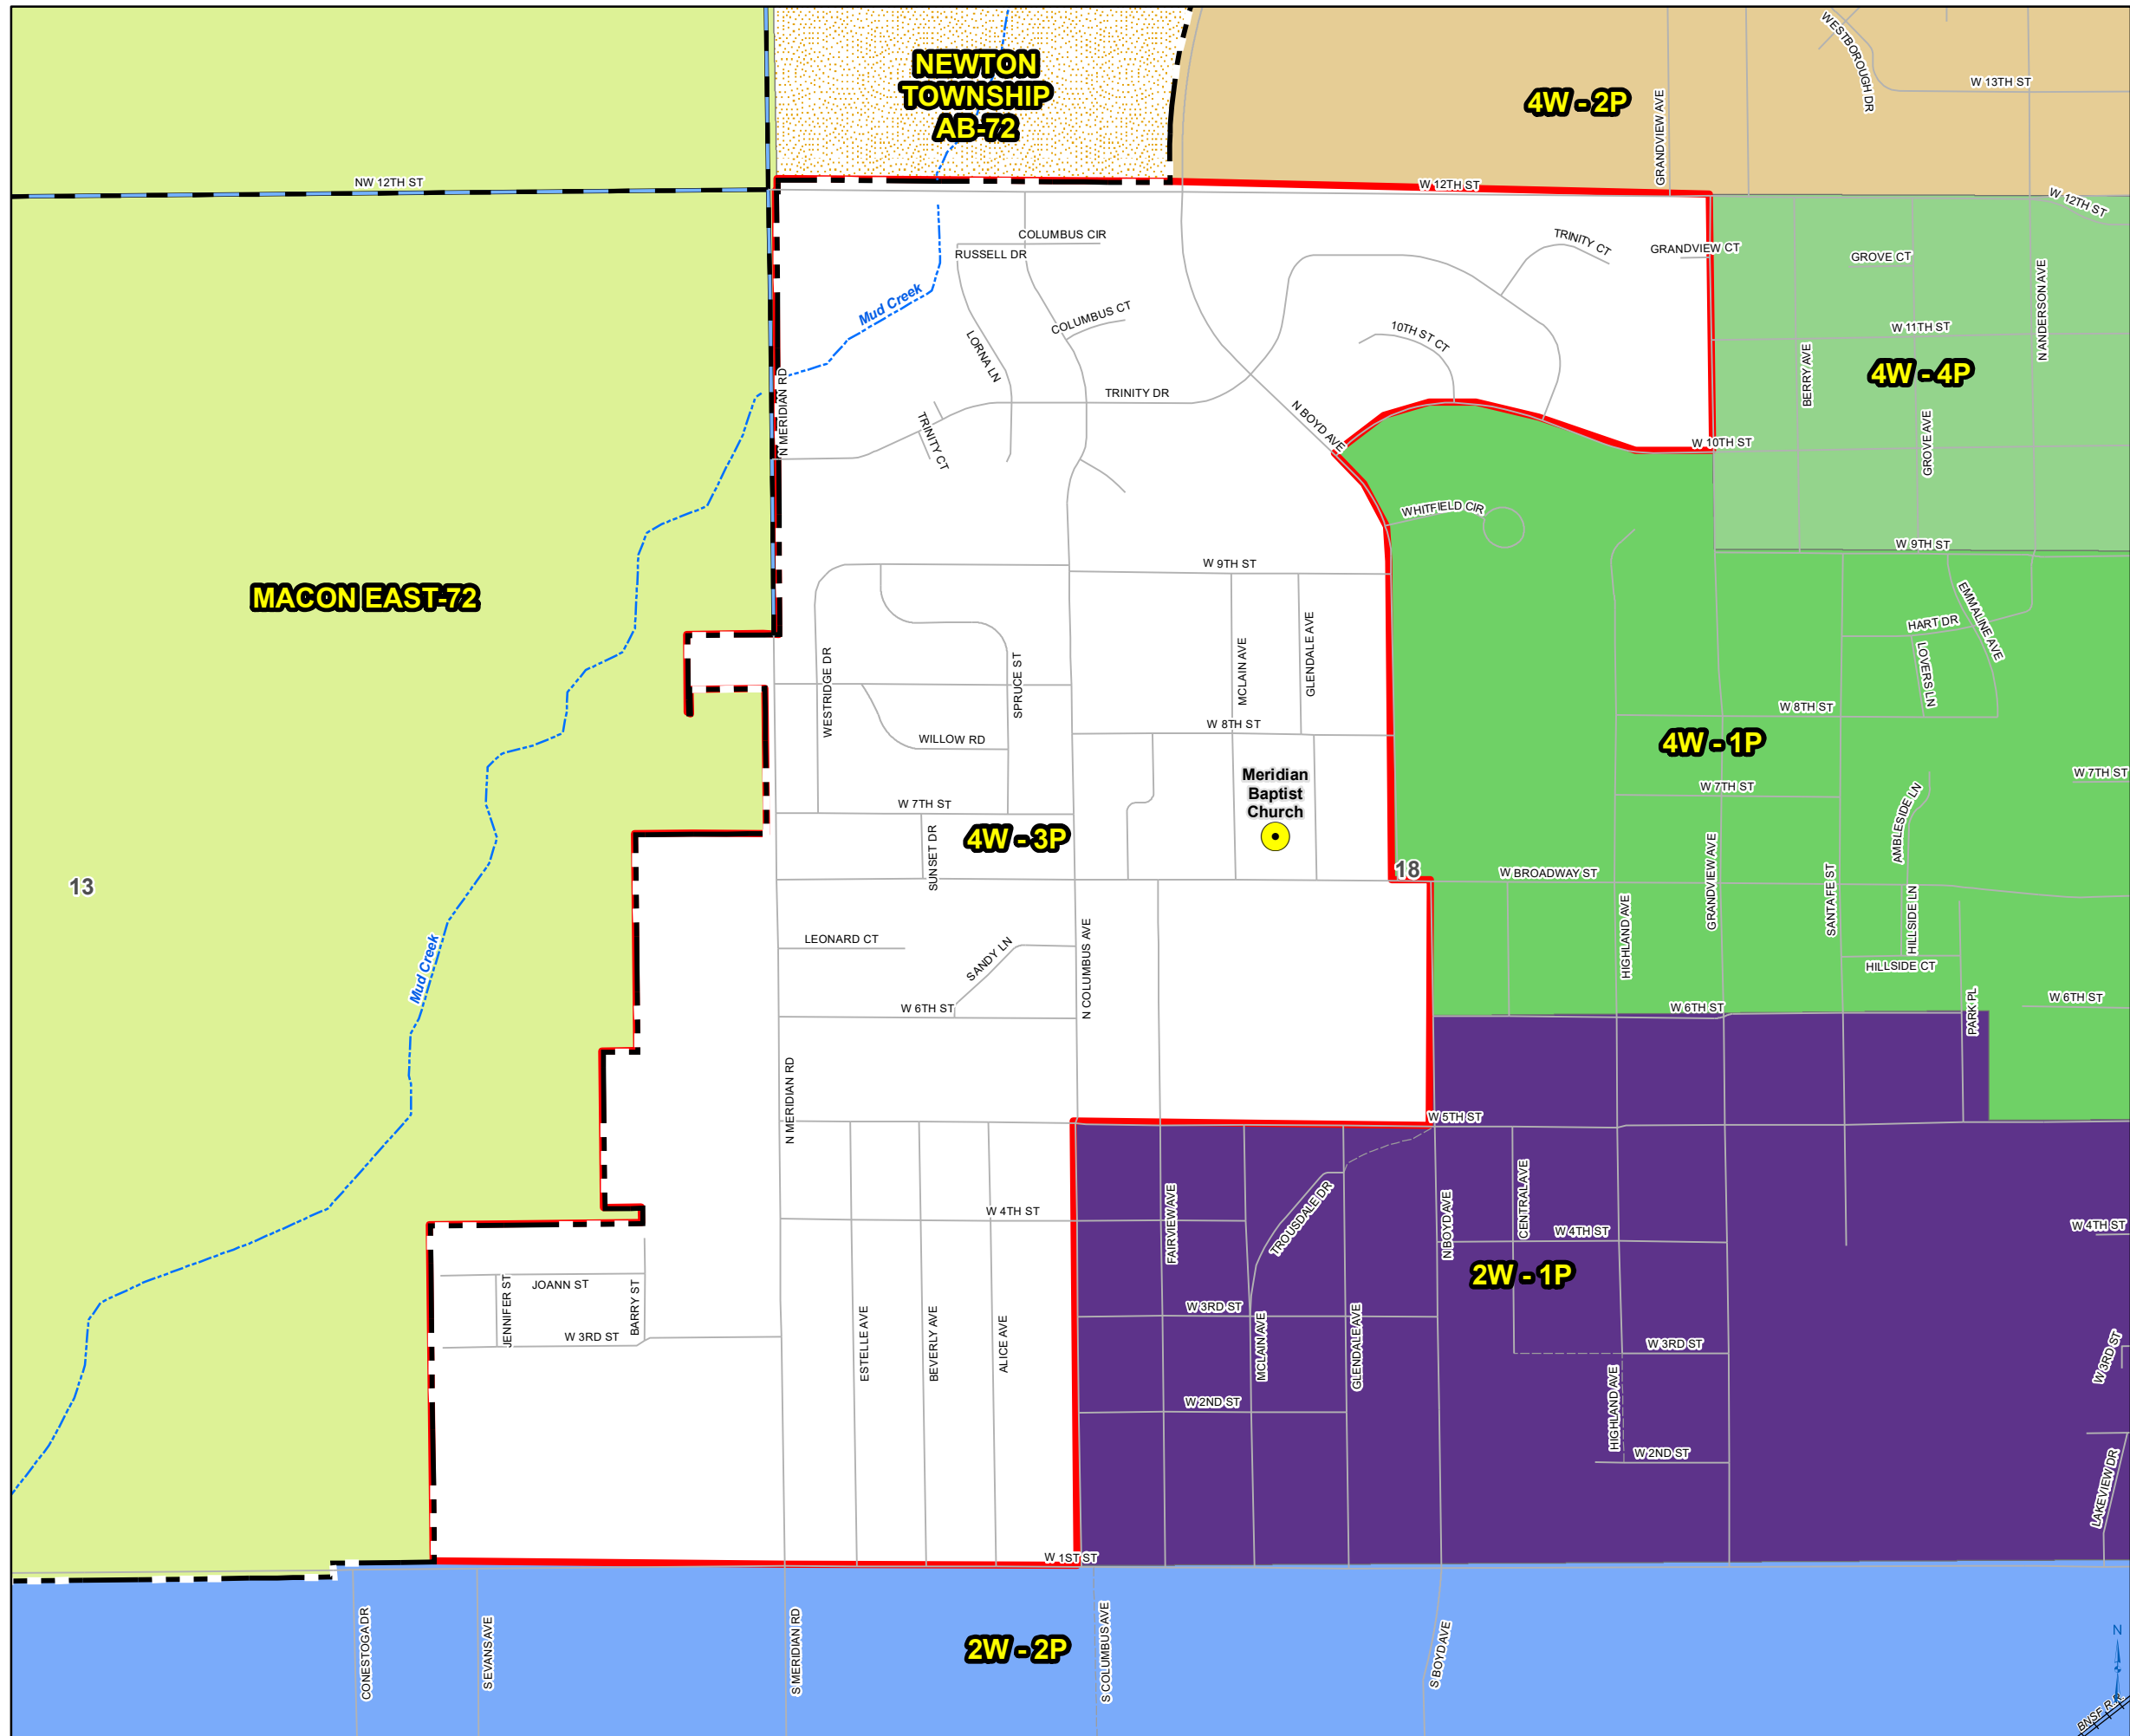 NEWTON
TOWNSHIP
AB-72
4W - 2P
WESTBOROUGH DR
W 13TH ST
GRANDVIEW AVE
NW 12TH ST
W 12TH ST
W 12TH ST
COLUMBUS CIR
RUSSELL DR
TRINITY CT
GRANDVIEW CT
GROVE CT
N ANDERSON AVE
Mud Creek
COLUMBUS CT
10TH ST CT
W 11TH ST
LORNA LN
BERRY AVE
4W - 4P
N MERIDIAN RD
TRINITY DR
N BOYD AVE
TRINITY CT
W 10TH ST
GROVE AVE
WHITFIELD CIR
W 9TH ST
W 9TH ST
MACON EAST-72
EMMALINE AVE
HART DR
LOVERS LN
WESTRIDGE DR
SPRUCE ST
MCLAIN AVE
GLENDALE AVE
W 8TH ST
W 8TH ST
WILLOW RD
4W - 1P
Meridian
Baptist
Church
W 7TH ST
W 7TH ST
W 7TH ST
AMBLESIDE LN
4W - 3P
SUNSET DR
18
W BROADWAY ST
GRANDVIEW AVE
SANTA FE ST
13
HIGHLAND AVE
HILLSIDE LN
LEONARD CT
SANDY LN
N COLUMBUS AVE
HILLSIDE CT
Mud Creek
W 6TH ST
W 6TH ST
W 6TH ST
PARK PL
N MERIDIAN RD
W 5TH ST
W 4TH ST
FAIRVIEW AVE
TROUSDALE DR
N BOYD AVE
CENTRAL AVE
W 4TH ST
W 4TH ST
2W - 1P
JENNIFER ST
JOANN ST
BARRY ST
W 3RD ST
W 3RD ST
W 3RD ST
W 3RD ST
ESTELLE AVE
BEVERLY AVE
ALICE AVE
MCLAIN AVE
GLENDALE AVE
HIGHLAND AVE
W 2ND ST
W 2ND ST
LAKEVIEW DR
W 1ST ST
CONESTOGA DR
S EVANS AVE
S MERIDIAN RD
2W - 2P
S COLUMBUS AVE
S BOYD AVE
N
BNSF R.R.